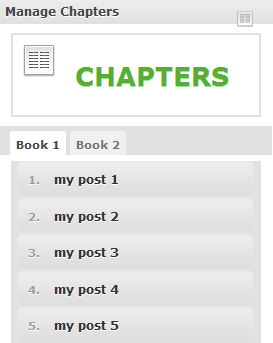 Manage Chapters
CHAPTERS
Book 1 Book 2
1. my post 1
2. my post 2
3. my post 3
4. my post 4
5. my post 5